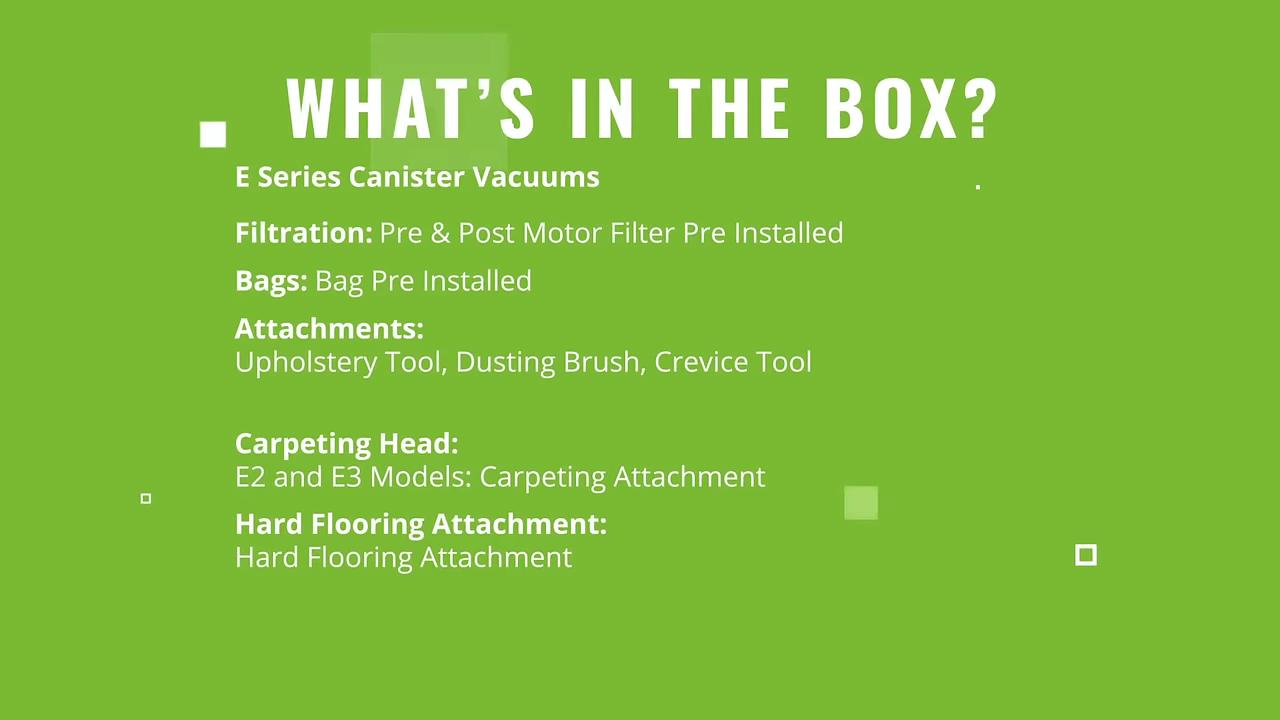 WHAT’S IN THE BOX?
E Series Canister Vacuums
Filtration: Pre & Post Motor Filter Pre Installed
Bags: Bag Pre Installed
Attachments:
Upholstery Tool, Dusting Brush, Crevice Tool
Carpeting Head:
E2 and E3 Models: Carpeting Attachment
Hard Flooring Attachment:
Hard Flooring Attachment